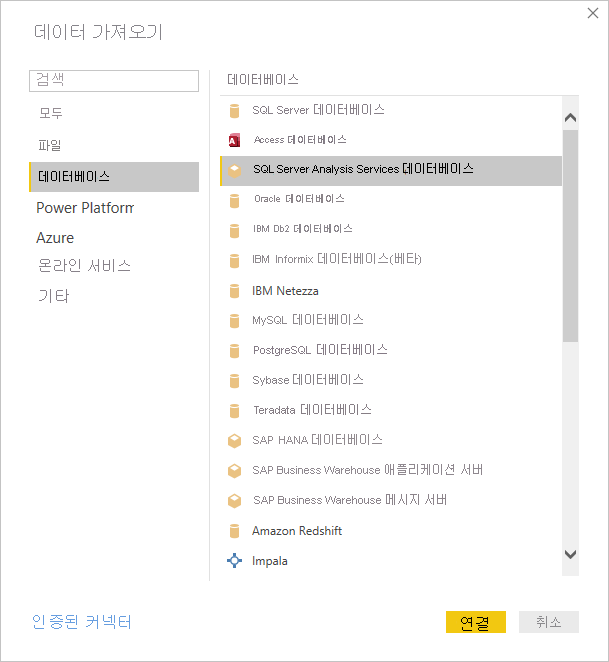 데이터 가져오기
검색
모두
파일
데이터베이스
Power Platform
Azure
온라인 서비스
기타
데이터베이스
SQL Server 데이터베이스
Access 데이터베이스
SQL Server Analysis Services 데이터베이스
Oracle 데이터베이스
IBM Db2 데이터베이스
IBM Informix 데이터베이스(베타)
IBM Netezza
MySQL 데이터베이스
PostgreSQL 데이터베이스
Sybase 데이터베이스
Teradata 데이터베이스
SAP HANA 데이터베이스
SAP Business Warehouse 애플리케이션 서버
SAP Business Warehouse 메시지 서버
Amazon Redshift
Impala
인증된 커넥터
연결
취소